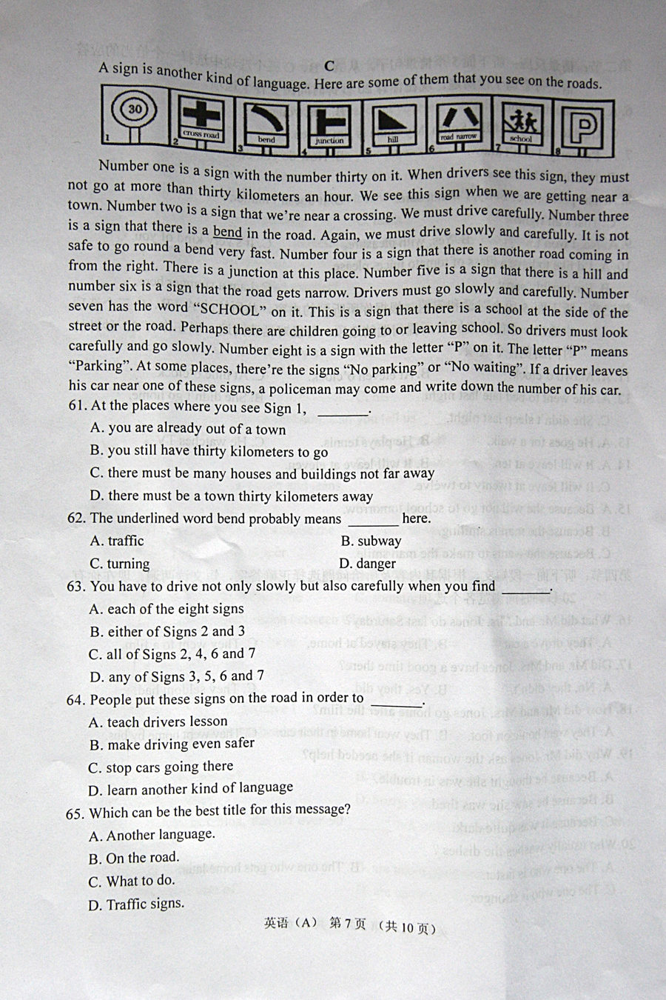 C
A sign is another kind of language. Here are some of them that you see on the roads.
30
1
cross road
2
bend
3
junction
4
hill
5
road narrow
6
school
7
P
8
Number one is a sign with the number thirty on it. When drivers see this sign, they must
not go at more than thirty kilometers an hour. We see this sign when we are getting near a
town. Number two is a sign that we're near a crossing. We must drive carefully. Number three
is a sign that there is a bend in the road. Again, we must drive slowly and carefully. It is not
safe to go round a bend very fast. Number four is a sign that there is another road coming in
from the right. There is a junction at this place. Number five is a sign that there is a hill and
number six is a sign that the road gets narrow. Drivers must go slowly and carefully. Number
seven has the word “SCHOOL” on it. This is a sign that there is a school at the side of the
street or the road. Perhaps there are children going to or leaving school. So drivers must look
carefully and go slowly. Number eight is a sign with the letter “P” on it. The letter “P” means
“Parking”. At some places, there're the signs “No parking” or “No waiting”. If a driver leaves
his car near one of these signs, a policeman may come and write down the number of his car.
61. At the places where you see Sign 1, _______.
A. you are already out of a town
B. you still have thirty kilometers to go
C. there must be many houses and buildings not far away
D. there must be a town thirty kilometers away
62. The underlined word bend probably means _______ here.
A. traffic B. subway
C. turning D. danger
63. You have to drive not only slowly but also carefully when you find _______.
A. each of the eight signs
B. either of Signs 2 and 3
C. all of Signs 2, 4, 6 and 7
D. any of Signs 3, 5, 6 and 7
64. People put these signs on the road in order to _______.
A. teach drivers lesson
B. make driving even safer
C. stop cars going there
D. learn another kind of language
65. Which can be the best title for this message?
A. Another language.
B. On the road.
C. What to do.
D. Traffic signs.
英语（A） 第 7 页 （共 10 页）